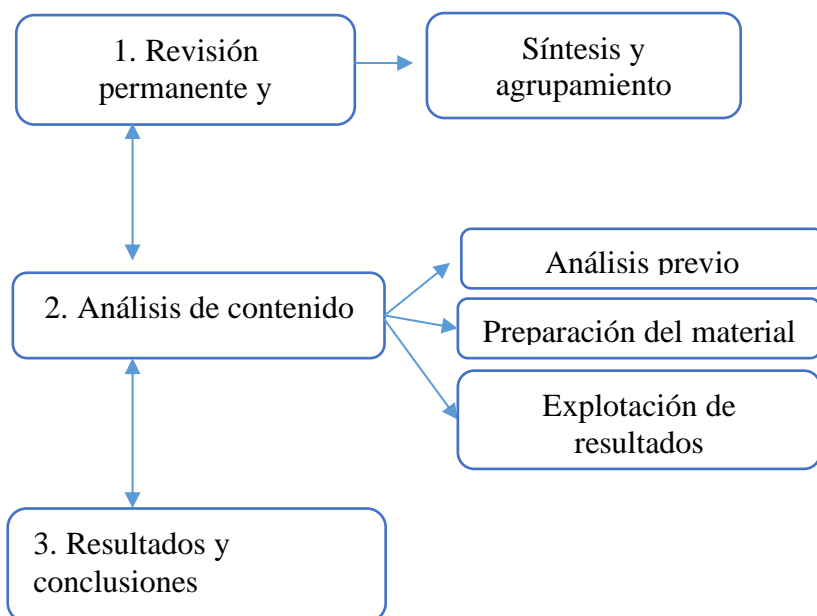 1. Revisión
permanente y
Síntesis y
agrupamiento
2. Análisis de contenido
Análisis previo
Preparación del material
Explotación de
resultados
3. Resultados y
conclusiones